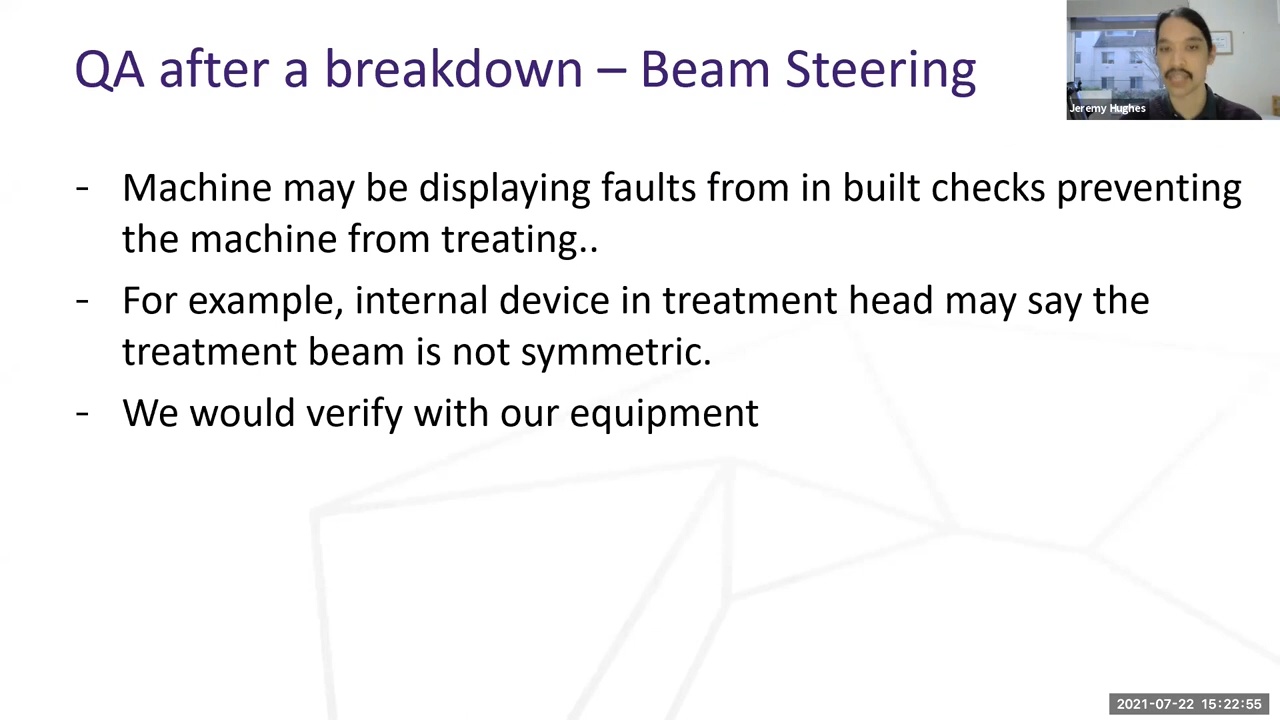 QA after a breakdown – Beam Steering
Jeremy Hughes
- Machine may be displaying faults from in built checks preventing
the machine from treating..
- For example, internal device in treatment head may say the
treatment beam is not symmetric.
- We would verify with our equipment
2021-07-22 15:22:55